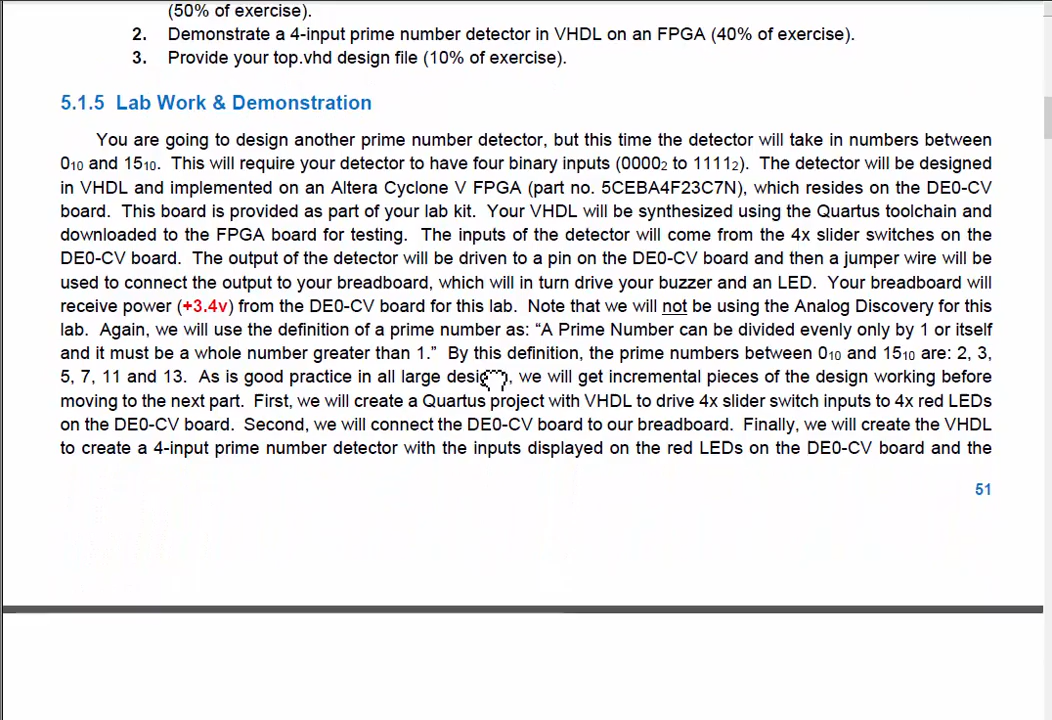 (50% of exercise).
2. Demonstrate a 4-input prime number detector in VHDL on an FPGA (40% of exercise).
3. Provide your top.vhd design file (10% of exercise).
5.1.5 Lab Work & Demonstration
You are going to design another prime number detector, but this time the detector will take in numbers between
0₁₀ and 15₁₀. This will require your detector to have four binary inputs (0000₂ to 1111₂). The detector will be designed
in VHDL and implemented on an Altera Cyclone V FPGA (part no. 5CEBA4F23C7N), which resides on the DE0-CV
board. This board is provided as part of your lab kit. Your VHDL will be synthesized using the Quartus toolchain and
downloaded to the FPGA board for testing. The inputs of the detector will come from the 4x slider switches on the
DE0-CV board. The output of the detector will be driven to a pin on the DE0-CV board and then a jumper wire will be
used to connect the output to your breadboard, which will in turn drive your buzzer and an LED. Your breadboard will
receive power (+3.4v) from the DE0-CV board for this lab. Note that we will not be using the Analog Discovery for this
lab. Again, we will use the definition of a prime number as: “A Prime Number can be divided evenly only by 1 or itself
and it must be a whole number greater than 1.” By this definition, the prime numbers between 0₁₀ and 15₁₀ are: 2, 3,
5, 7, 11 and 13. As is good practice in all large , we will get incremental pieces of the design working before
moving to the next part. First, we will create a Quartus project with VHDL to drive 4x slider switch inputs to 4x red LEDs
on the DE0-CV board. Second, we will connect the DE0-CV board to our breadboard. Finally, we will create the VHDL
to create a 4-input prime number detector with the inputs displayed on the red LEDs on the DE0-CV board and the
51